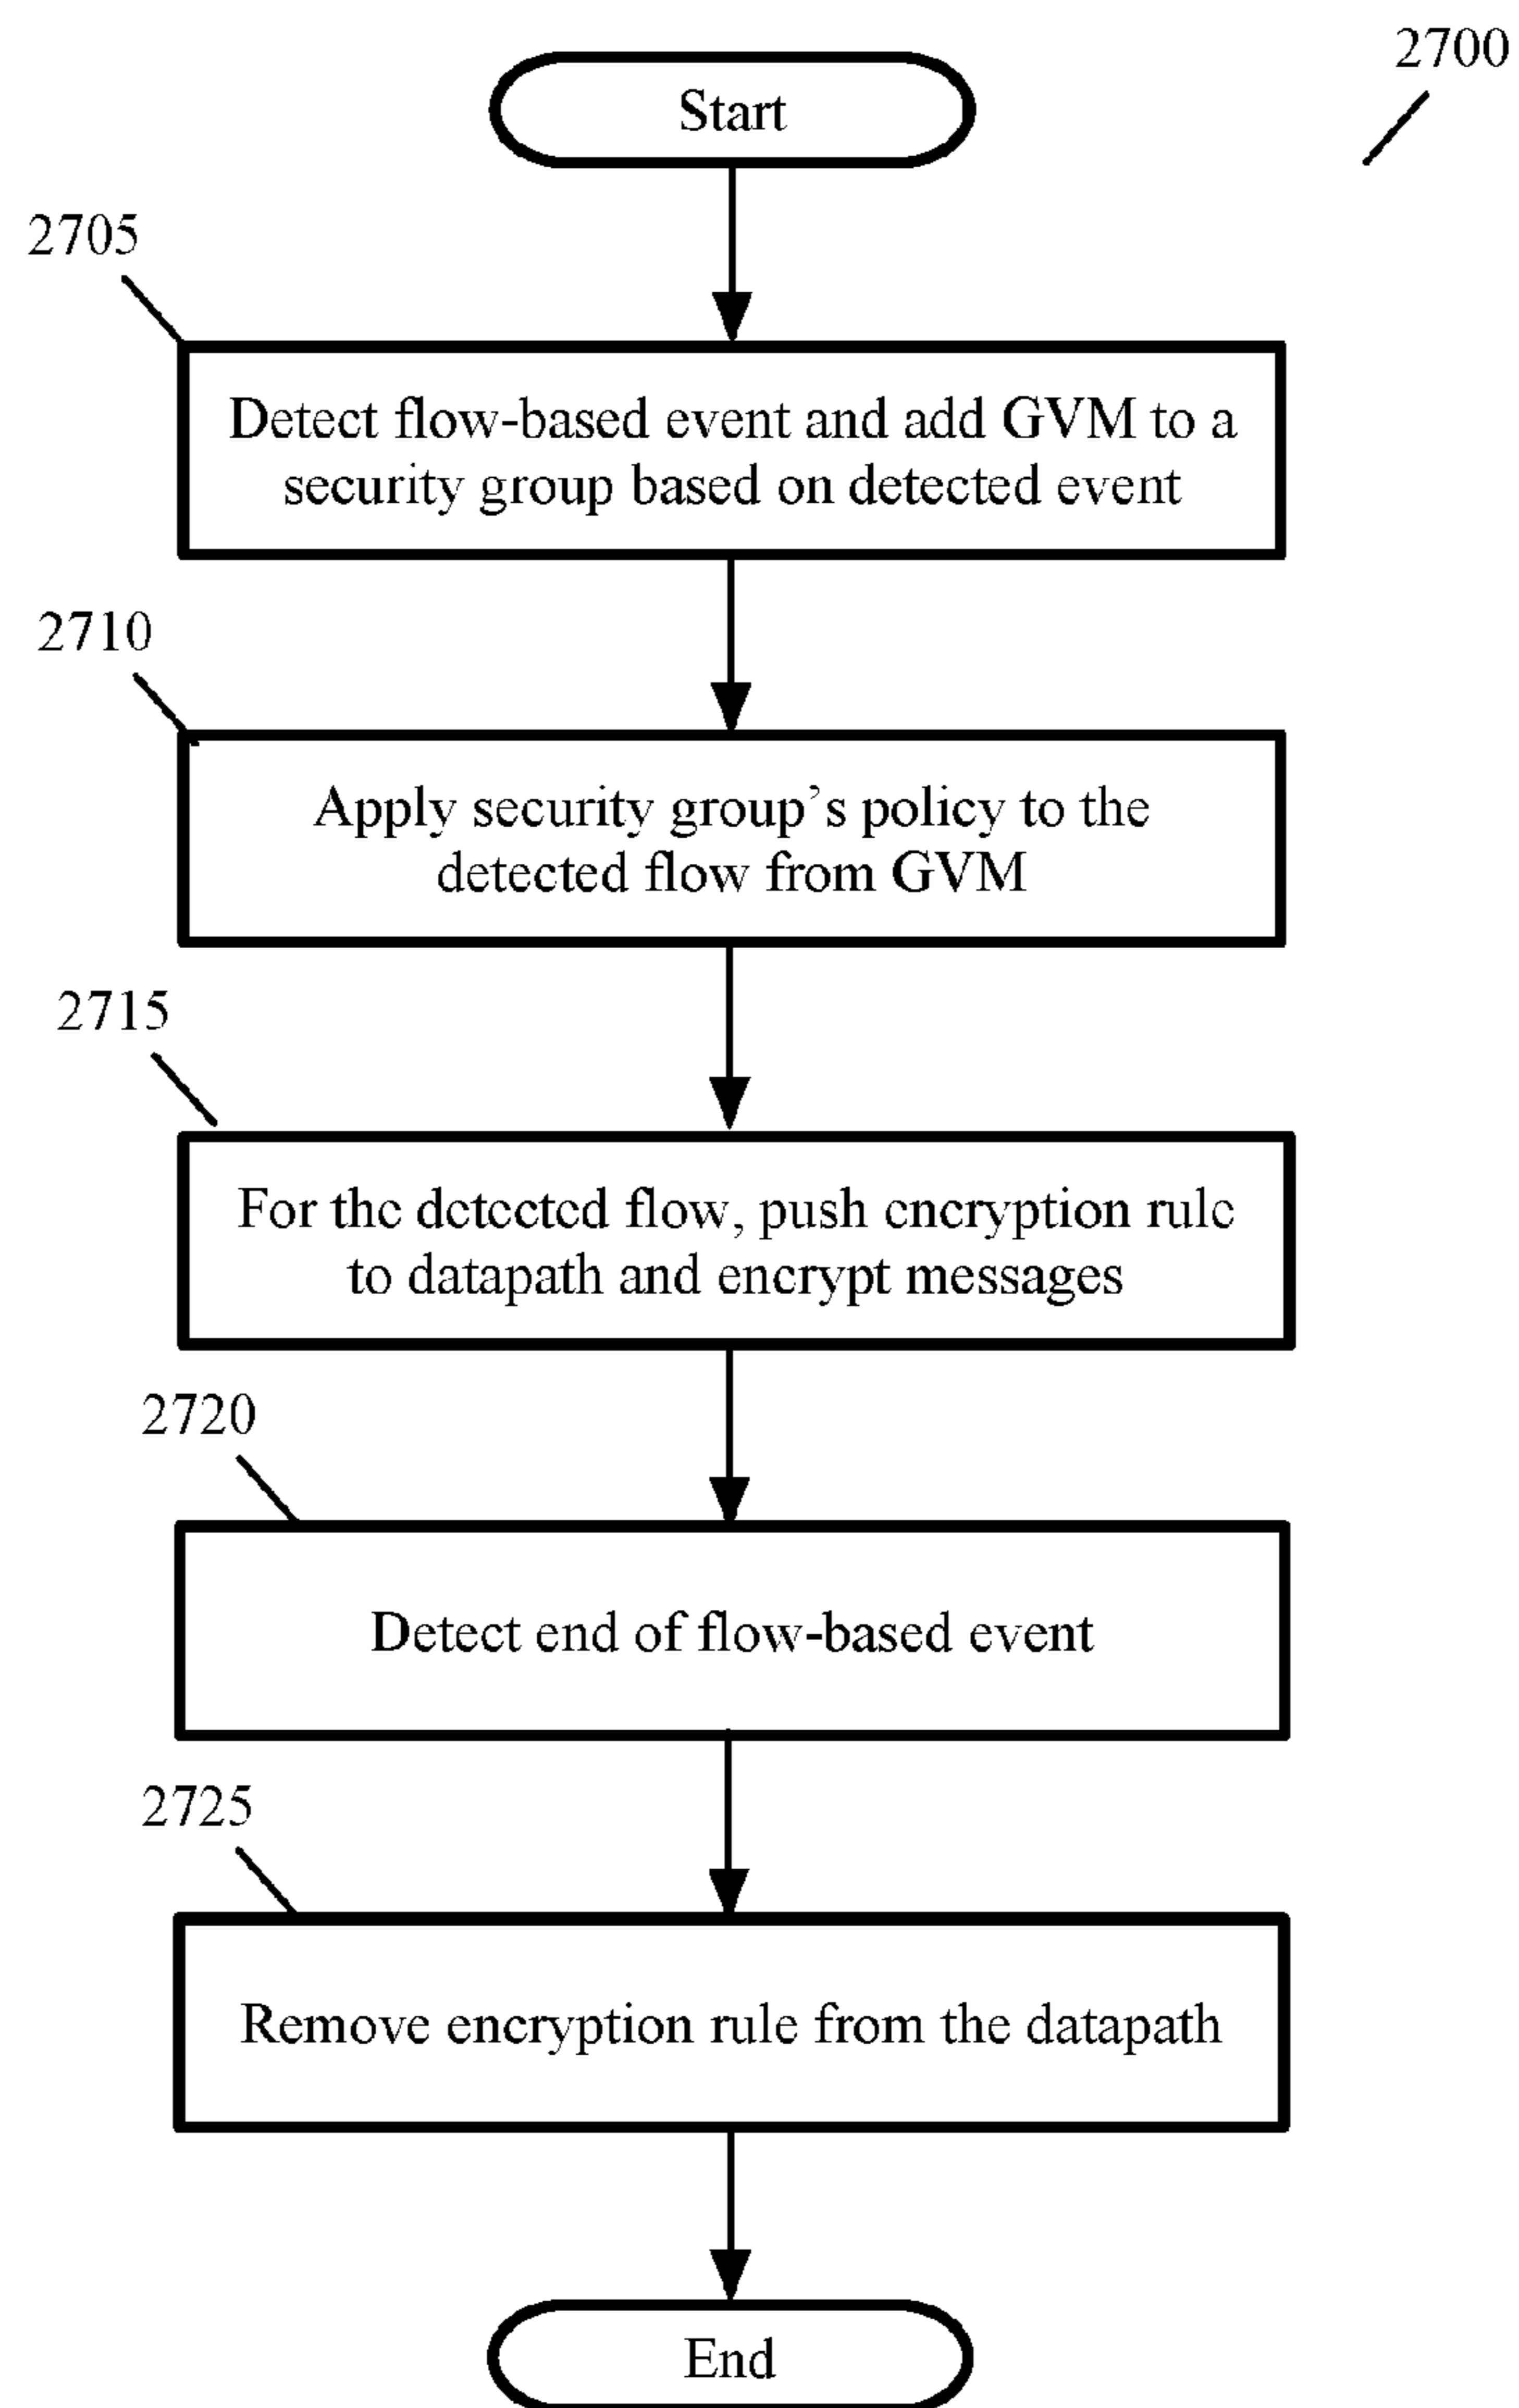 2700
Start
2705
Detect flow-based event and add GVM to a
security group based on detected event
2710
Apply security group’s policy to the
detected flow from GVM
2715
For the detected flow, push encryption rule
to datapath and encrypt messages
2720
Detect end of flow-based event
2725
Remove encryption rule from the datapath
End